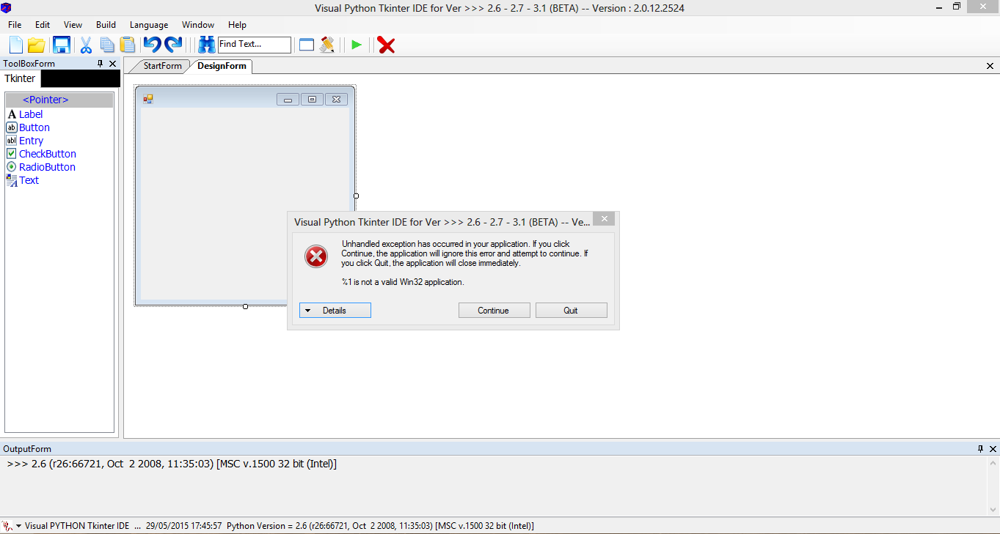 Visual Python Tkinter IDE for Ver >>> 2.6 - 2.7 - 3.1 (BETA) -- Version : 2.0.12.2524
File Edit View Build Language Window Help
Find Text...
ToolBoxForm
Tkinter
<Pointer>
A Label
ab Button
abl Entry
CheckButton
RadioButton
Text
StartForm DesignForm
Visual Python Tkinter IDE for Ver >>> 2.6 - 2.7 - 3.1 (BETA) -- Ve...
Unhandled exception has occurred in your application. If you click
Continue, the application will ignore this error and attempt to continue. If
you click Quit, the application will close immediately.
%1 is not a valid Win32 application.
Details Continue Quit
OutputForm
>>> 2.6 (r26:66721, Oct  2 2008, 11:35:03) [MSC v.1500 32 bit (Intel)]
Visual PYTHON Tkinter IDE ... 29/05/2015 17:45:57 Python Version = 2.6 (r26:66721, Oct  2 2008, 11:35:03) [MSC v.1500 32 bit (Intel)]